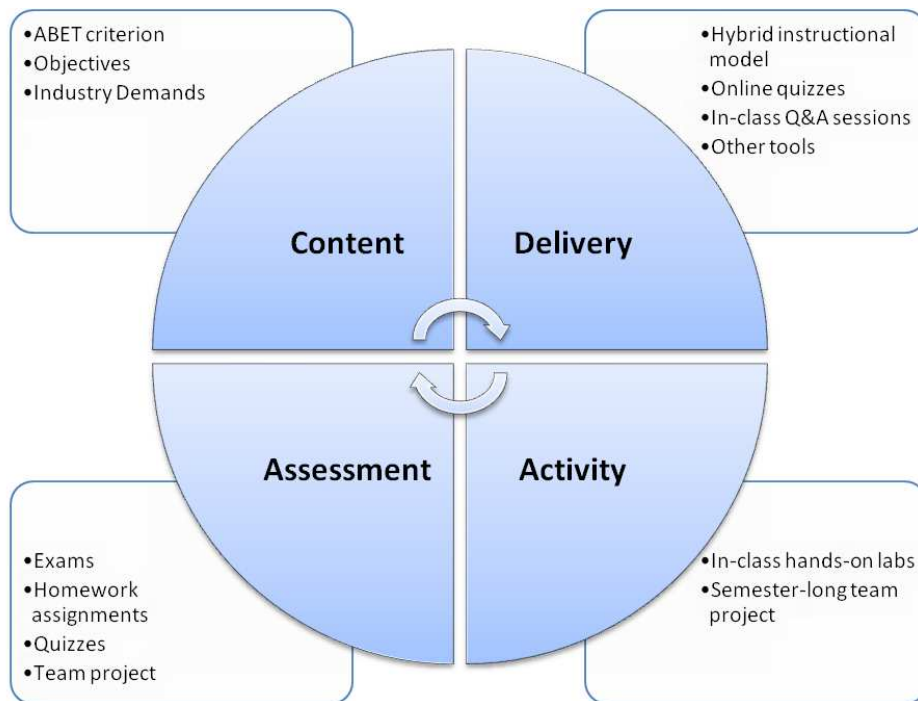 •ABET criterion
•Objectives
•Industry Demands
•Hybrid instructional
model
•Online quizzes
•In-class Q&A sessions
•Other tools
Content
Delivery
Assessment
Activity
•Exams
•Homework
assignments
•Quizzes
•Team project
•In-class hands-on labs
•Semester-long team
project